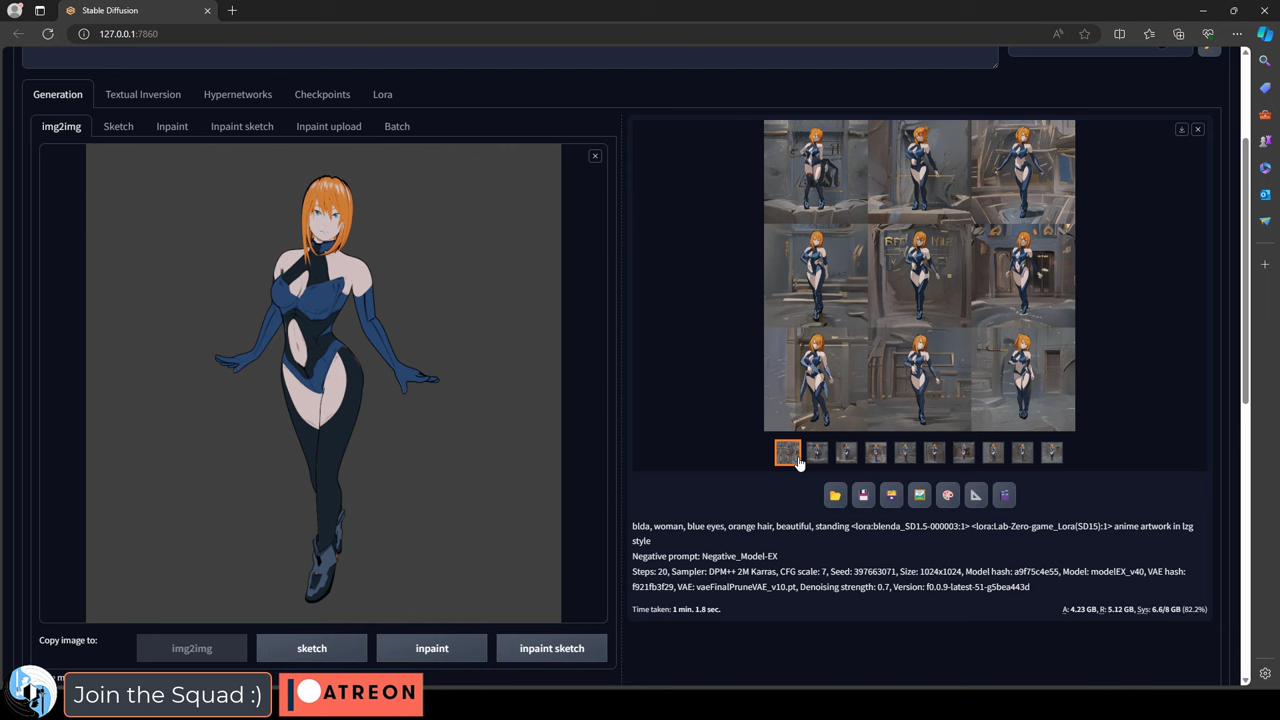 Stable Diffusion
127.0.0.1:7860
Generation Textual Inversion Hypernetworks Checkpoints Lora
img2img Sketch Inpaint Inpaint sketch Inpaint upload Batch
blda, woman, blue eyes, orange hair, beautiful, standing <lora:blenda_SD1.5-000003:1> <lora:Lab-Zero-game_Lora(SD15):1> anime artwork in lzg
style
Negative prompt: Negative_Model-EX
Steps: 20, Sampler: DPM++ 2M Karras, CFG scale: 7, Seed: 397663071, Size: 1024x1024, Model hash: a9f75c4e55, Model: modelEX_v40, VAE hash:
f921fb3f29, VAE: vaeFinalPruneVAE_v10.pt, Denoising strength: 0.7, Version: f0.0.9-latest-51-g5bea443d
Time taken: 1 min. 1.8 sec.
A: 4.23 GB, R: 5.12 GB, Sys: 6.6/8 GB (82.2%)
Copy image to:
img2img sketch inpaint inpaint sketch
Join the Squad :)
PATREON